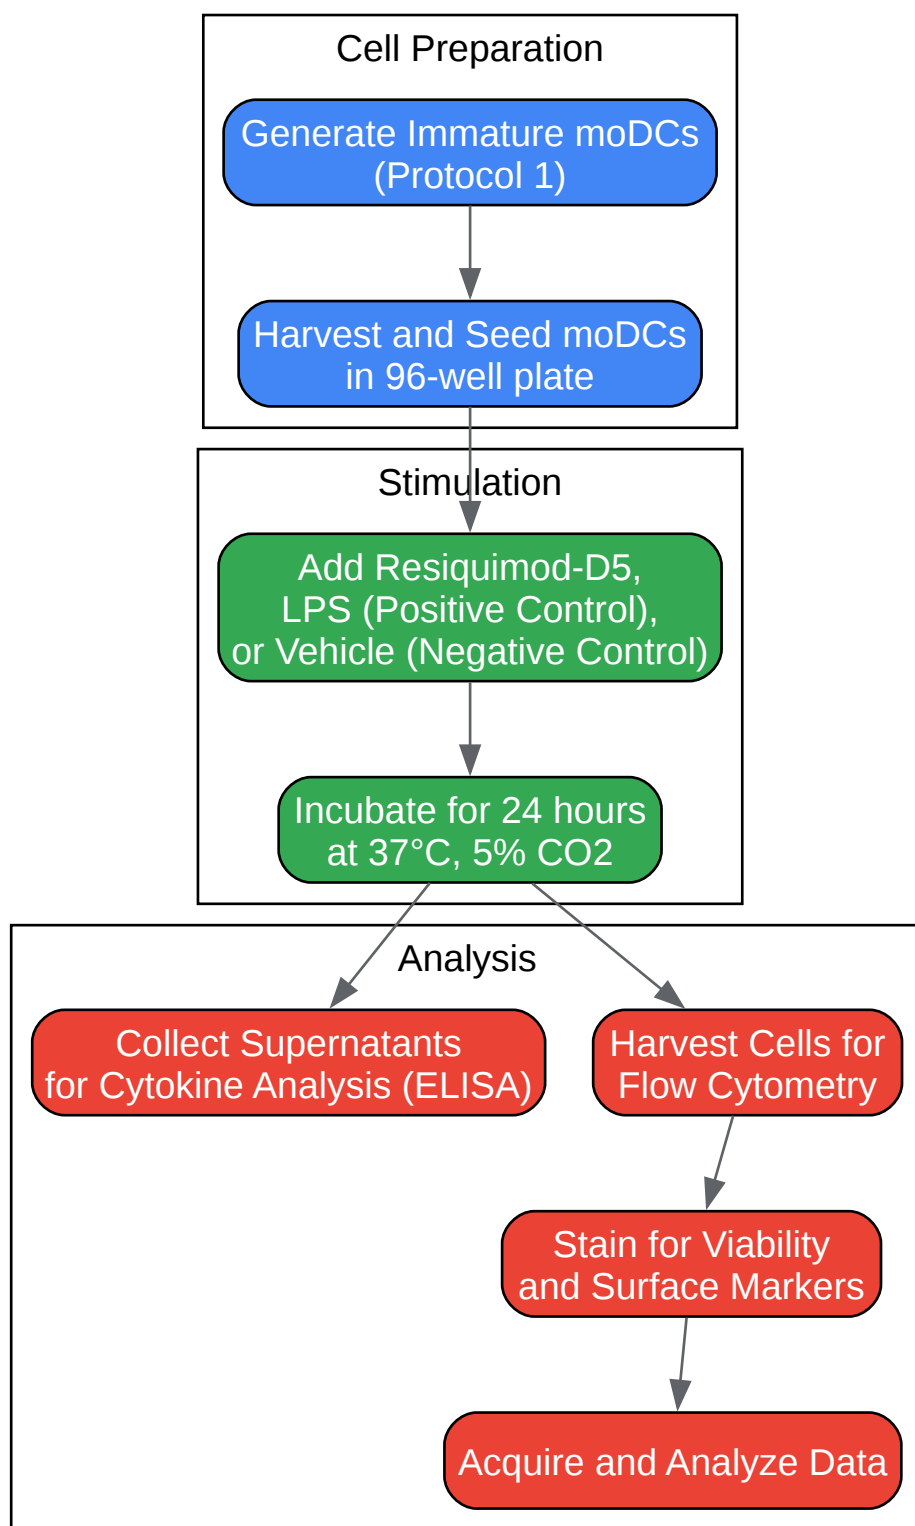 Cell Preparation
Generate Immature moDCs
(Protocol 1)
Harvest and Seed moDCs
in 96-well plate
Stimulation
Add Resiquimod-D5,
LPS (Positive Control),
or Vehicle (Negative Control)
Incubate for 24 hours
at 37°C, 5% CO2
Analysis
Collect Supernatants
for Cytokine Analysis (ELISA)
Harvest Cells for
Flow Cytometry
Stain for Viability
and Surface Markers
Acquire and Analyze Data